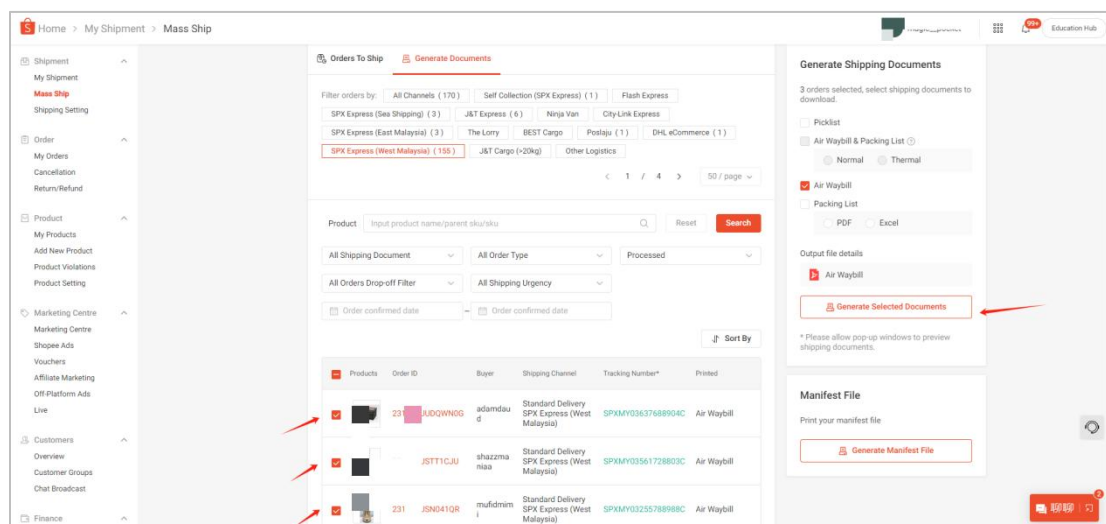 Home > My Shipment > Mass Ship
99+
Education Hub
Shipment
My Shipment
Mass Ship
Shipping Setting
Order
My Orders
Cancellation
Return/Refund
Product
My Products
Add New Product
Product Violations
Product Setting
Marketing Centre
Marketing Centre
Shopee Ads
Vouchers
Affiliate Marketing
Off-Platform Ads
Live
Customers
Overview
Customer Groups
Chat Broadcast
Finance
Orders To Ship Generate Documents
Filter orders by: All Channels ( 170 ) Self Collection (SPX Express) ( 1 ) Flash Express
SPX Express (Sea Shipping) ( 3 ) J&T Express ( 6 ) Ninja Van City-Link Express
SPX Express (East Malaysia) ( 3 ) The Lorry BEST Cargo Poslaju ( 1 ) DHL eCommerce ( 1 )
SPX Express (West Malaysia) ( 155 ) J&T Cargo (>20kg) Other Logistics
< 1 / 4 > 50 / page
Product Input product name/parent sku/sku Reset Search
All Shipping Document All Order Type Processed
All Orders Drop-off Filter All Shipping Urgency
Order confirmed date – Order confirmed date
Sort By
Products Order ID Buyer Shipping Channel Tracking Number* Printed
231 JUDQWN0G adamdau d Standard Delivery SPX Express (West Malaysia) SPXMY03637688904C Air Waybill
JSTT1CJU shazzma niaa Standard Delivery SPX Express (West Malaysia) SPXMY03561728803C Air Waybill
231 JSN041QR mufidmim i Standard Delivery SPX Express (West Malaysia) SPXMY03255788988C Air Waybill
Generate Shipping Documents
3 orders selected, select shipping documents to
download.
Picklist
Air Waybill & Packing List
Normal Thermal
Air Waybill
Packing List
PDF Excel
Output file details
Air Waybill
Generate Selected Documents
* Please allow pop-up windows to preview
shipping documents.
Manifest File
Print your manifest file
Generate Manifest File
聊聊
2